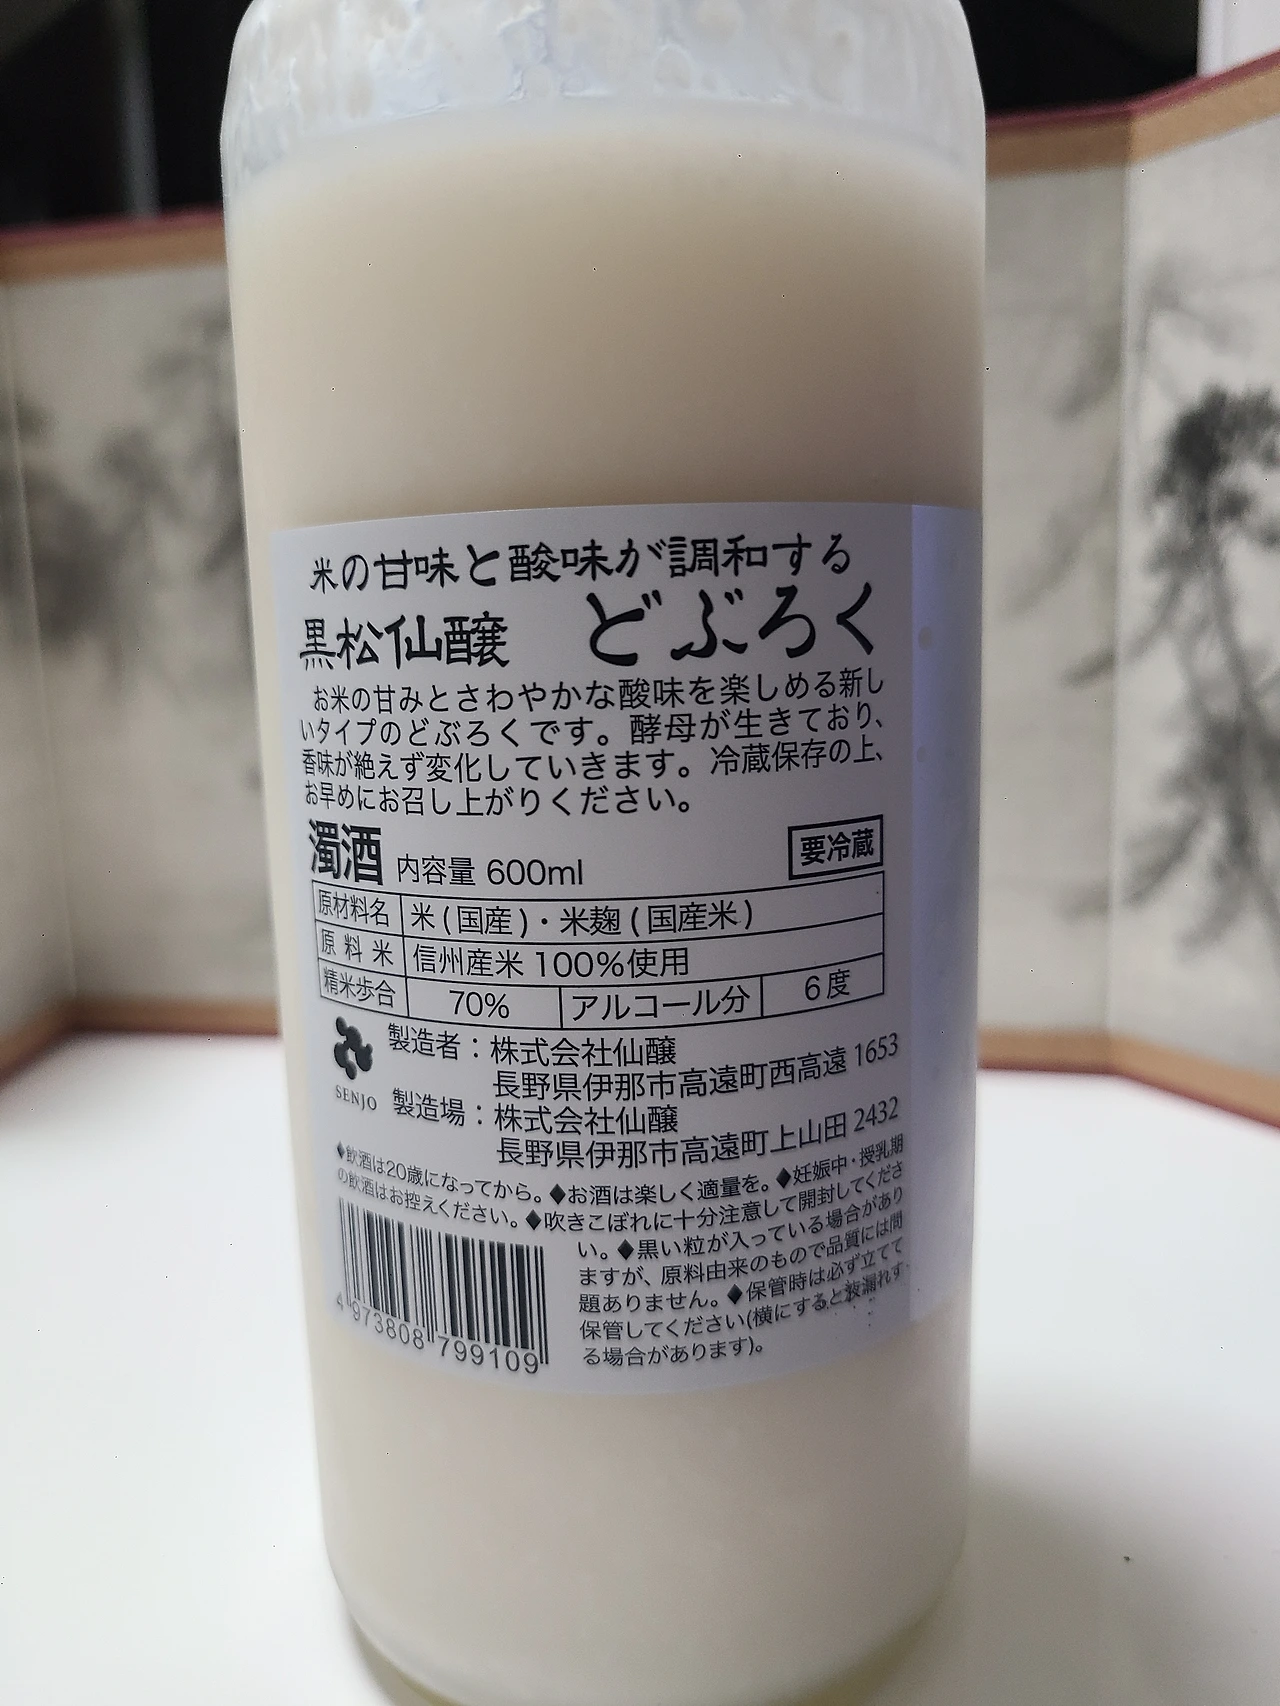 米の甘味と酸味が調和する
黒松仙醸 どぶろく
お米の甘みとさわやかな酸味を楽しめる新し
いタイプのどぶろくです。酵母が生きており、
香味が絶えず変化していきます。冷蔵保存の上、
お早めにお召し上がりください。
濁酒 内容量 600ml 要冷蔵
原材料名 米(国産)・米麹(国産米)
原料米 信州産米100%使用
精米歩合 70% アルコール分 6度
製造者:株式会社仙醸
長野県伊那市高遠町西高遠1653
SENJO 製造場:株式会社仙醸
長野県伊那市高遠町上山田2432
◆飲酒は20歳になってから。◆お酒は楽しく適量を。◆妊娠中・授乳期
の飲酒はお控えください。◆吹きこぼれに十分注意して開封してくださ
い。◆黒い粒が入っている場合があり
ますが、原料由来のもので品質には問
題ありません。◆保管時は必ず立てて
保管してください(横にすると液漏れす
る場合があります)。
4 973808 799109